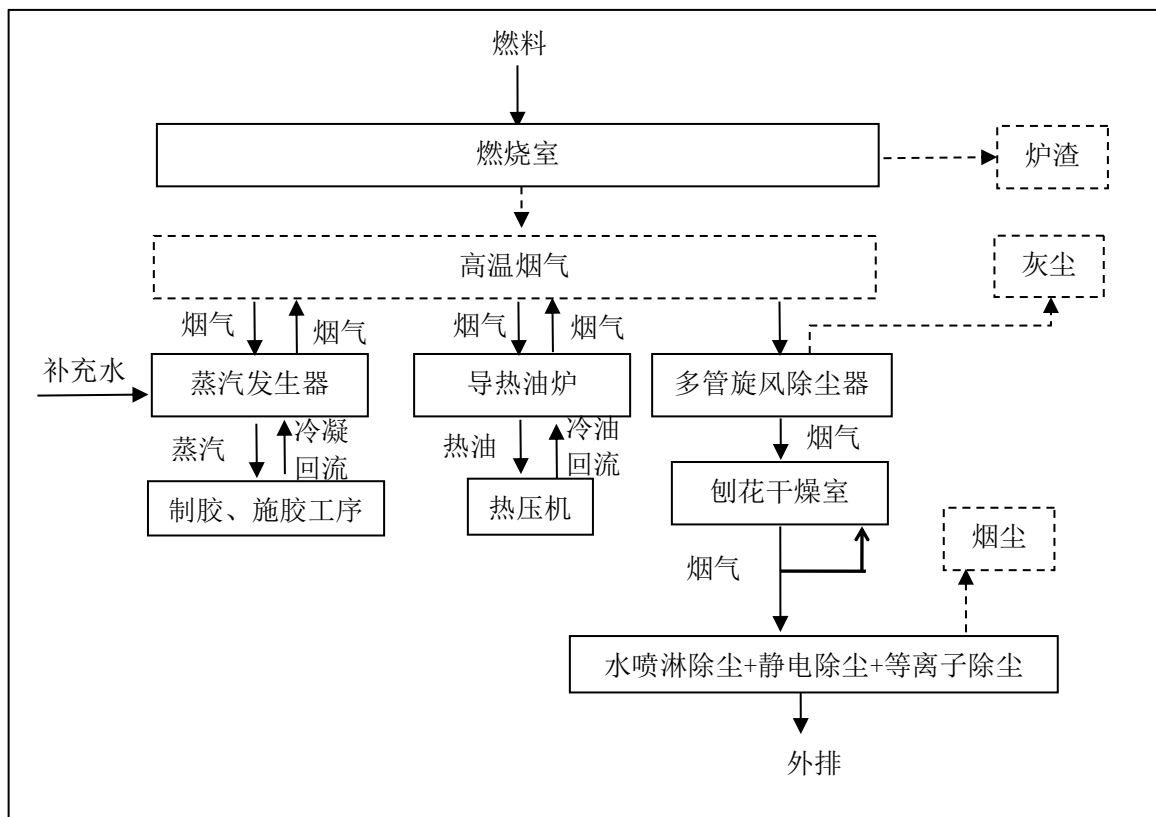 燃料
燃烧室
炉渣
高温烟气
灰尘
烟气
烟气
烟气
烟气
补充水
蒸汽发生器
导热油炉
多管旋风除尘器
蒸汽
冷凝
回流
热油
冷油
回流
烟气
制胶、施胶工序
热压机
刨花干燥室
烟气
烟尘
水喷淋除尘+静电除尘+等离子除尘
外排